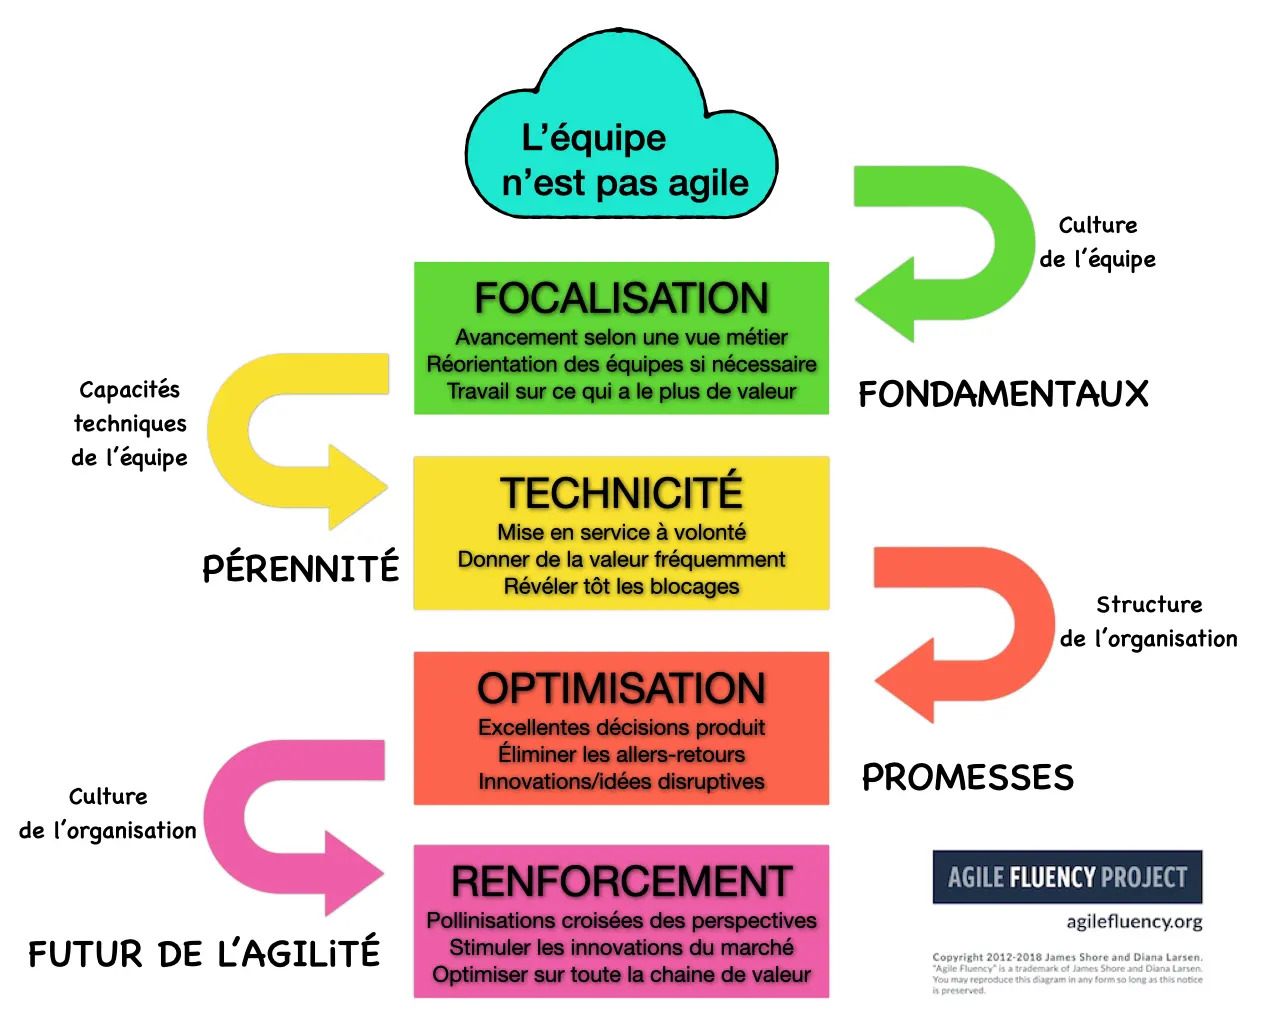 L’équipe
n’est pas agile
Culture
de l’équipe
FOCALISATION
Avancement selon une vue métier
Réorientation des équipes si nécessaire
Travail sur ce qui a le plus de valeur
FONDAMENTAUX
Capacités
techniques
de l’équipe
TECHNICITÉ
Mise en service à volonté
Donner de la valeur fréquemment
Révéler tôt les blocages
PÉRENNITÉ
Structure
de l’organisation
OPTIMISATION
Excellentes décisions produit
Éliminer les allers-retours
Innovations/idées disruptives
PROMESSES
Culture
de l’organisation
RENFORCEMENT
Pollinisations croisées des perspectives
Stimuler les innovations du marché
Optimiser sur toute la chaine de valeur
FUTUR DE L’AGILITÉ
AGILE FLUENCY PROJECT
agilefluency.org
Copyright 2012-2018 James Shore and Diana Larsen.
“Agile Fluency” is a trademark of James Shore and Diana Larsen.
You may reproduce this diagram in any form so long as this notice
is preserved.